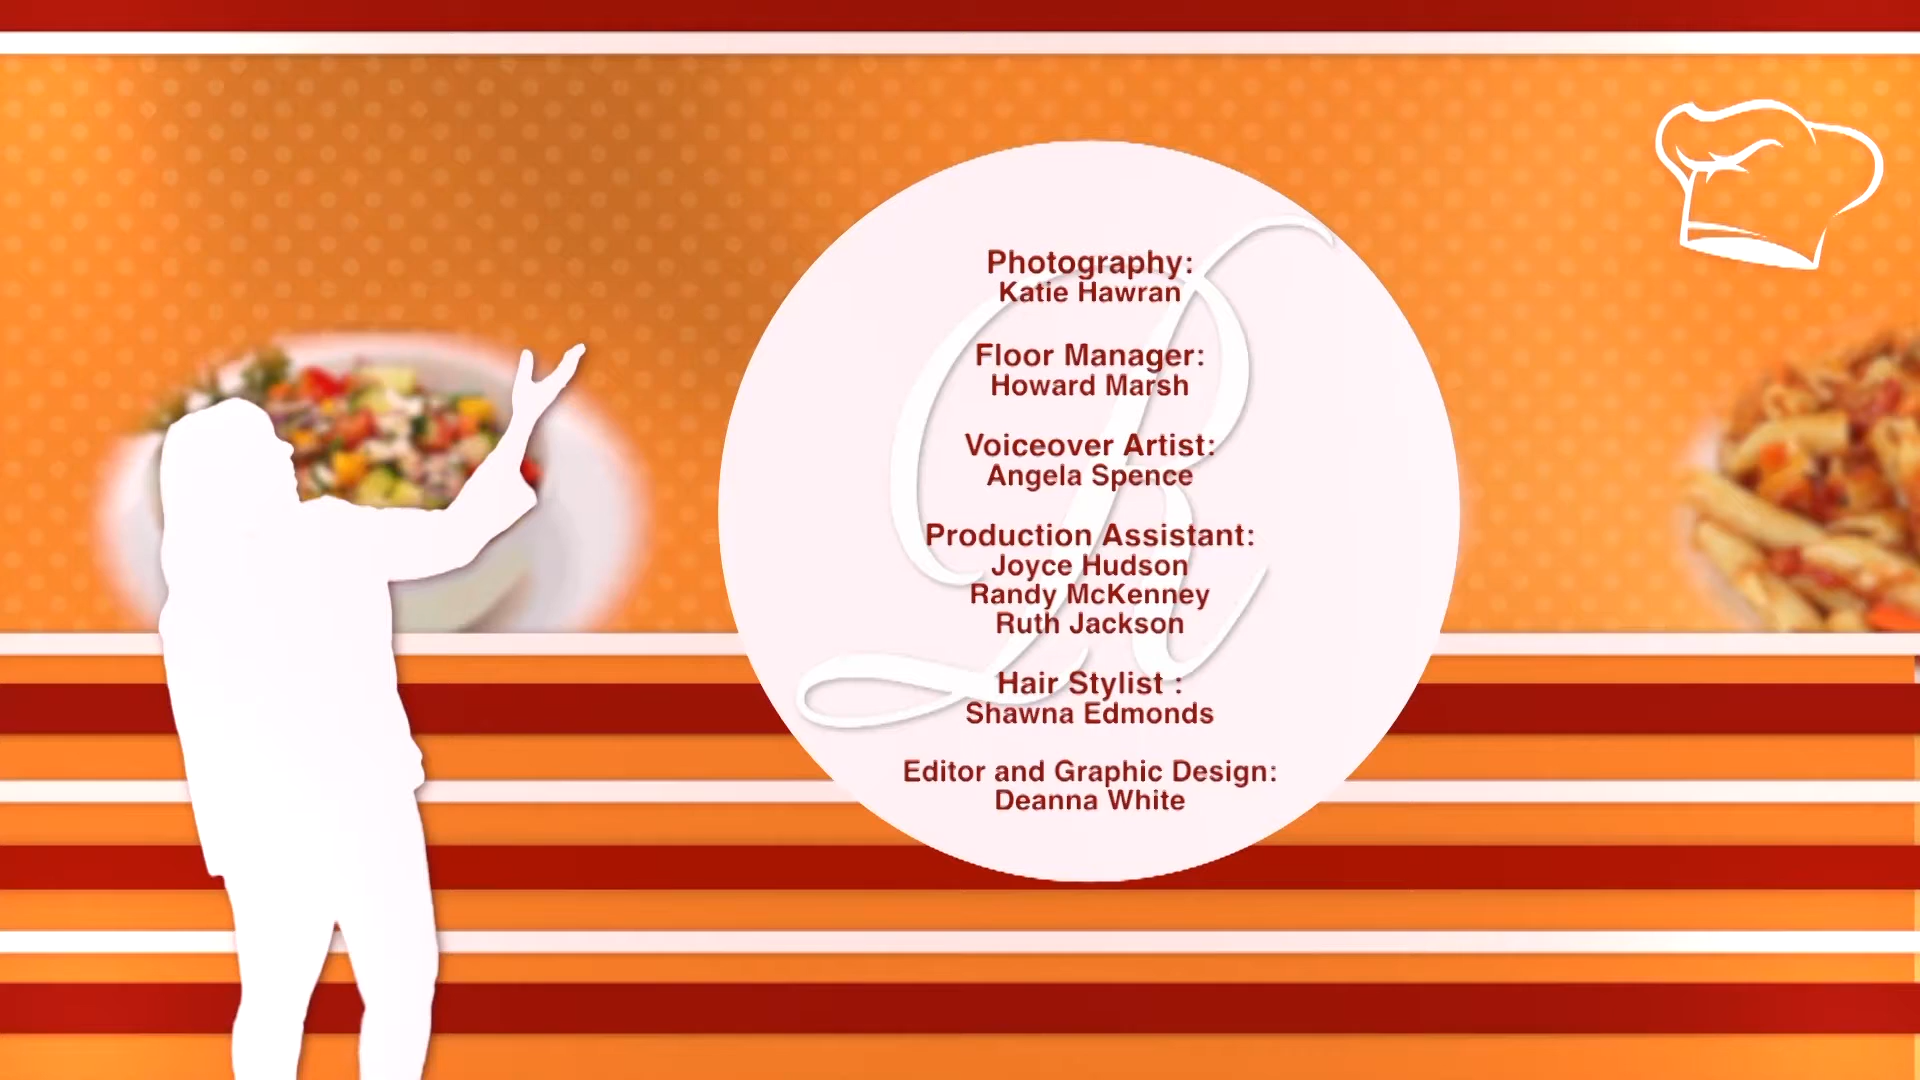 R
Photography:
Katie Hawran
Floor Manager:
Howard Marsh
Voiceover Artist:
Angela Spence
Production Assistant:
Joyce Hudson
Randy McKenney
Ruth Jackson
Hair Stylist :
Shawna Edmonds
Editor and Graphic Design:
Deanna White